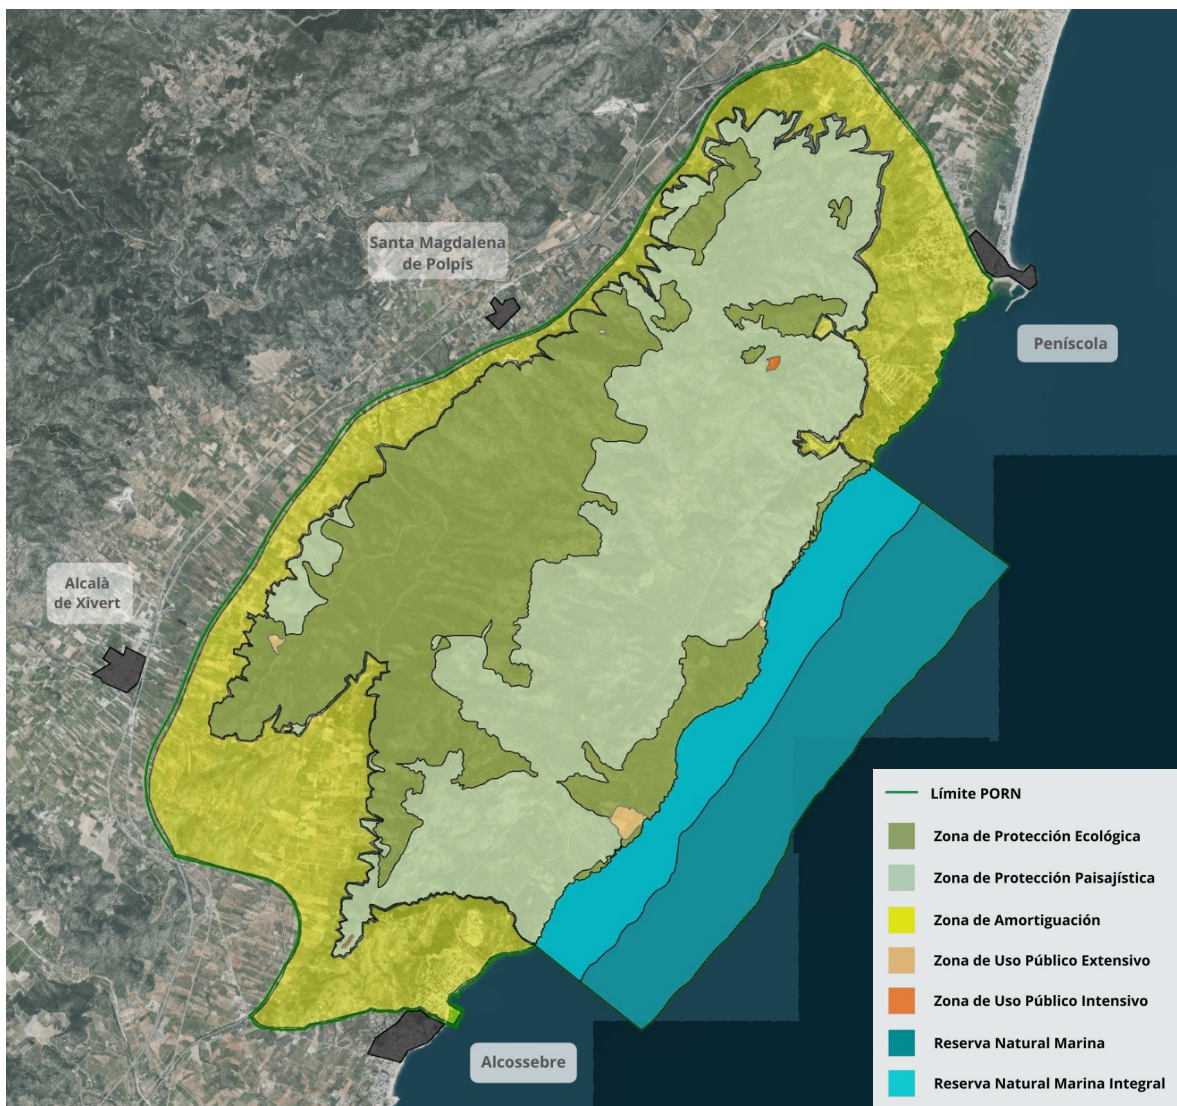 Santa Magdalena
de Polpis
Peníscola
Alcalà
de Xivert
Alcossebre
Límite PORN
Zona de Protección Ecológica
Zona de Protección Paisajística
Zona de Amortiguación
Zona de Uso Público Extensivo
Zona de Uso Público Intensivo
Reserva Natural Marina
Reserva Natural Marina Integral